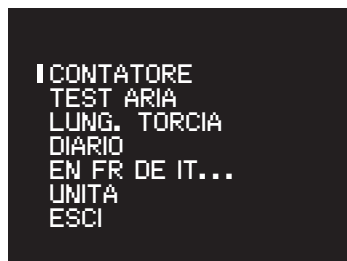 CONTATORE
TEST ARIA
LUNG. TORCIA
DIARIO
EN FR DE IT...
UNITA
ESCI